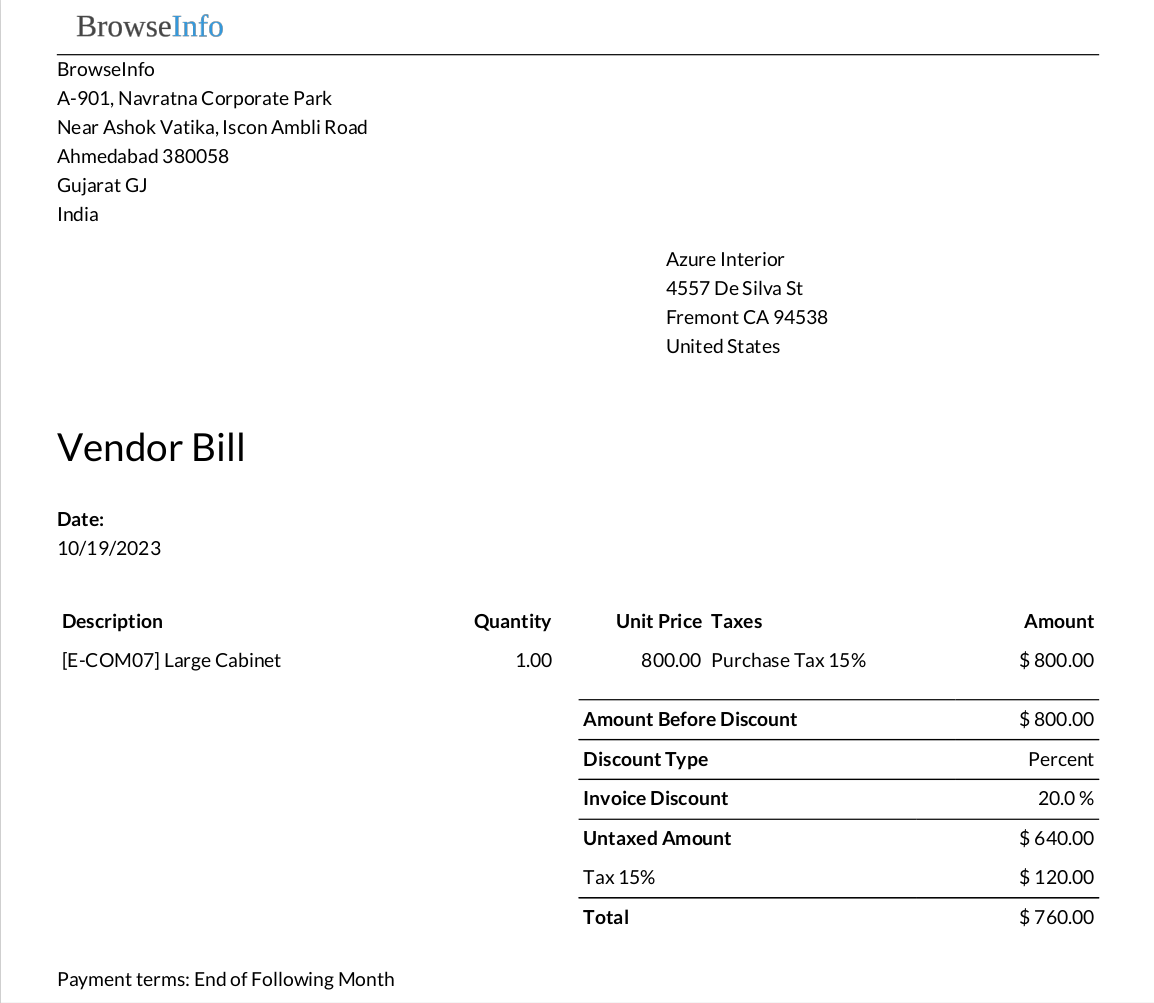 BrowseInfo
BrowseInfo
A-901, Navratna Corporate Park
Near Ashok Vatika, Iscon Ambli Road
Ahmedabad 380058
Gujarat GJ
India
Azure Interior
4557 De Silva St
Fremont CA 94538
United States
Vendor Bill
Date:
10/19/2023
Description Quantity Unit Price Taxes Amount
[E-COM07] Large Cabinet 1.00 800.00 Purchase Tax 15% $ 800.00
Amount Before Discount $ 800.00
Discount Type Percent
Invoice Discount 20.0 %
Untaxed Amount $ 640.00
Tax 15% $ 120.00
Total $ 760.00
Payment terms: End of Following Month